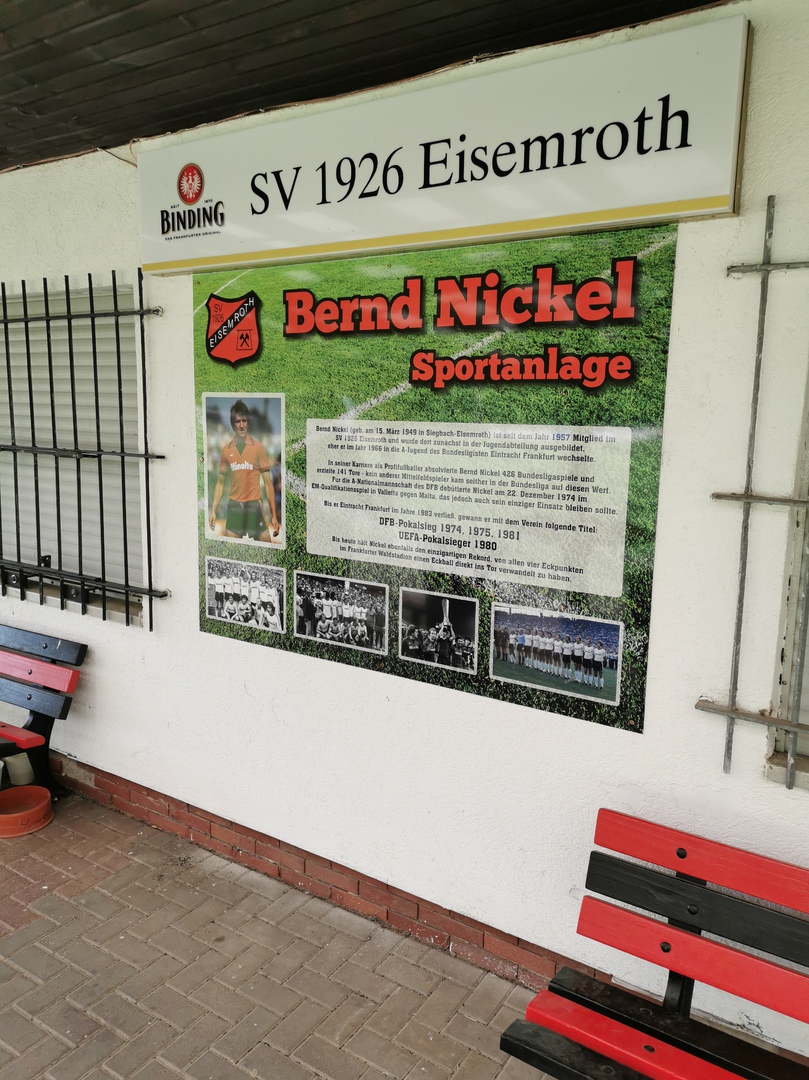 SEIT 1870
BINDING
DAS FRANKFURTER ORIGINAL
SV 1926 Eisemroth
SV
1926
EISEMROTH
Bernd Nickel
Sportanlage
Minolta
Bernd Nickel (geb. am 15. März 1949 in Siegbach-Eisemroth) ist seit dem Jahr 1957 Mitglied im
SV 1926 Eisemroth und wurde dort zunächst in der Jugendabteilung ausgebildet,
eher er im Jahr 1966 in die A-Jugend des Bundesligisten Eintracht Frankfurt wechselte.
In seiner Karriere als Profifußballer absolvierte Bernd Nickel 426 Bundesligaspiele und
erzielte 141 Tore - kein anderer Mittelfeldspieler kam seither in der Bundesliga auf diesen Wert.
Für die A-Nationalmannschaft des DFB debütierte Nickel am 22. Dezember 1974 im
EM-Qualifikationsspiel in Valletta gegen Malta, das jedoch auch sein einziger Einsatz bleiben sollte.
Bis er Eintracht Frankfurt im Jahre 1983 verließ, gewann er mit dem Verein folgende Titel:
DFB-Pokalsieg 1974, 1975, 1981
UEFA-Pokalsieger 1980
Bis heute hält Nickel ebenfalls den einzigartigen Rekord, von allen vier Eckpunkten
im Frankfurter Waldstadion einen Eckball direkt ins Tor verwandelt zu haben.